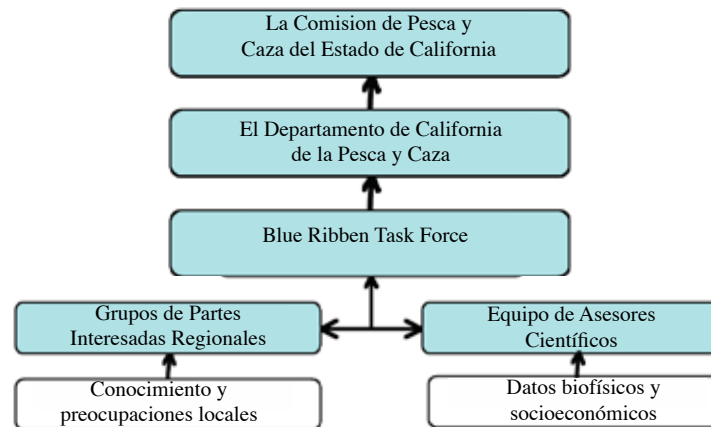 La Comision de Pesca y
Caza del Estado de California
El Departamento de California
de la Pesca y Caza
Blue Ribben Task Force
Grupos de Partes
Interesadas Regionales
Equipo de Asesores
Científicos
Conocimiento y
preocupaciones locales
Datos biofísicos y
socioeconómicos